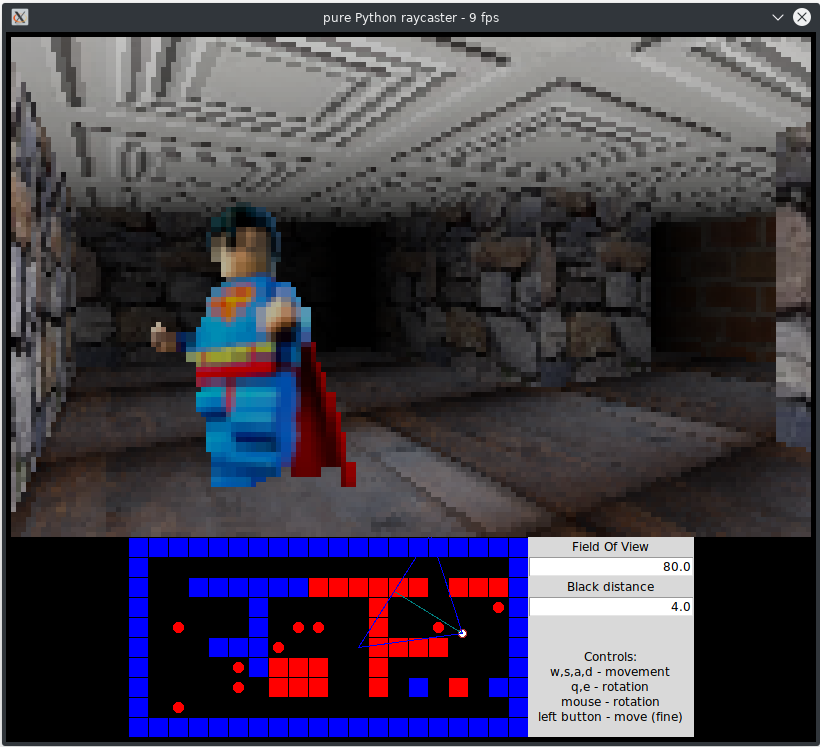 pure Python raycaster - 9 fps
Field Of View
80.0
Black distance
4.0
Controls:
w,s,a,d - movement
q,e - rotation
mouse - rotation
left button - move (fine)